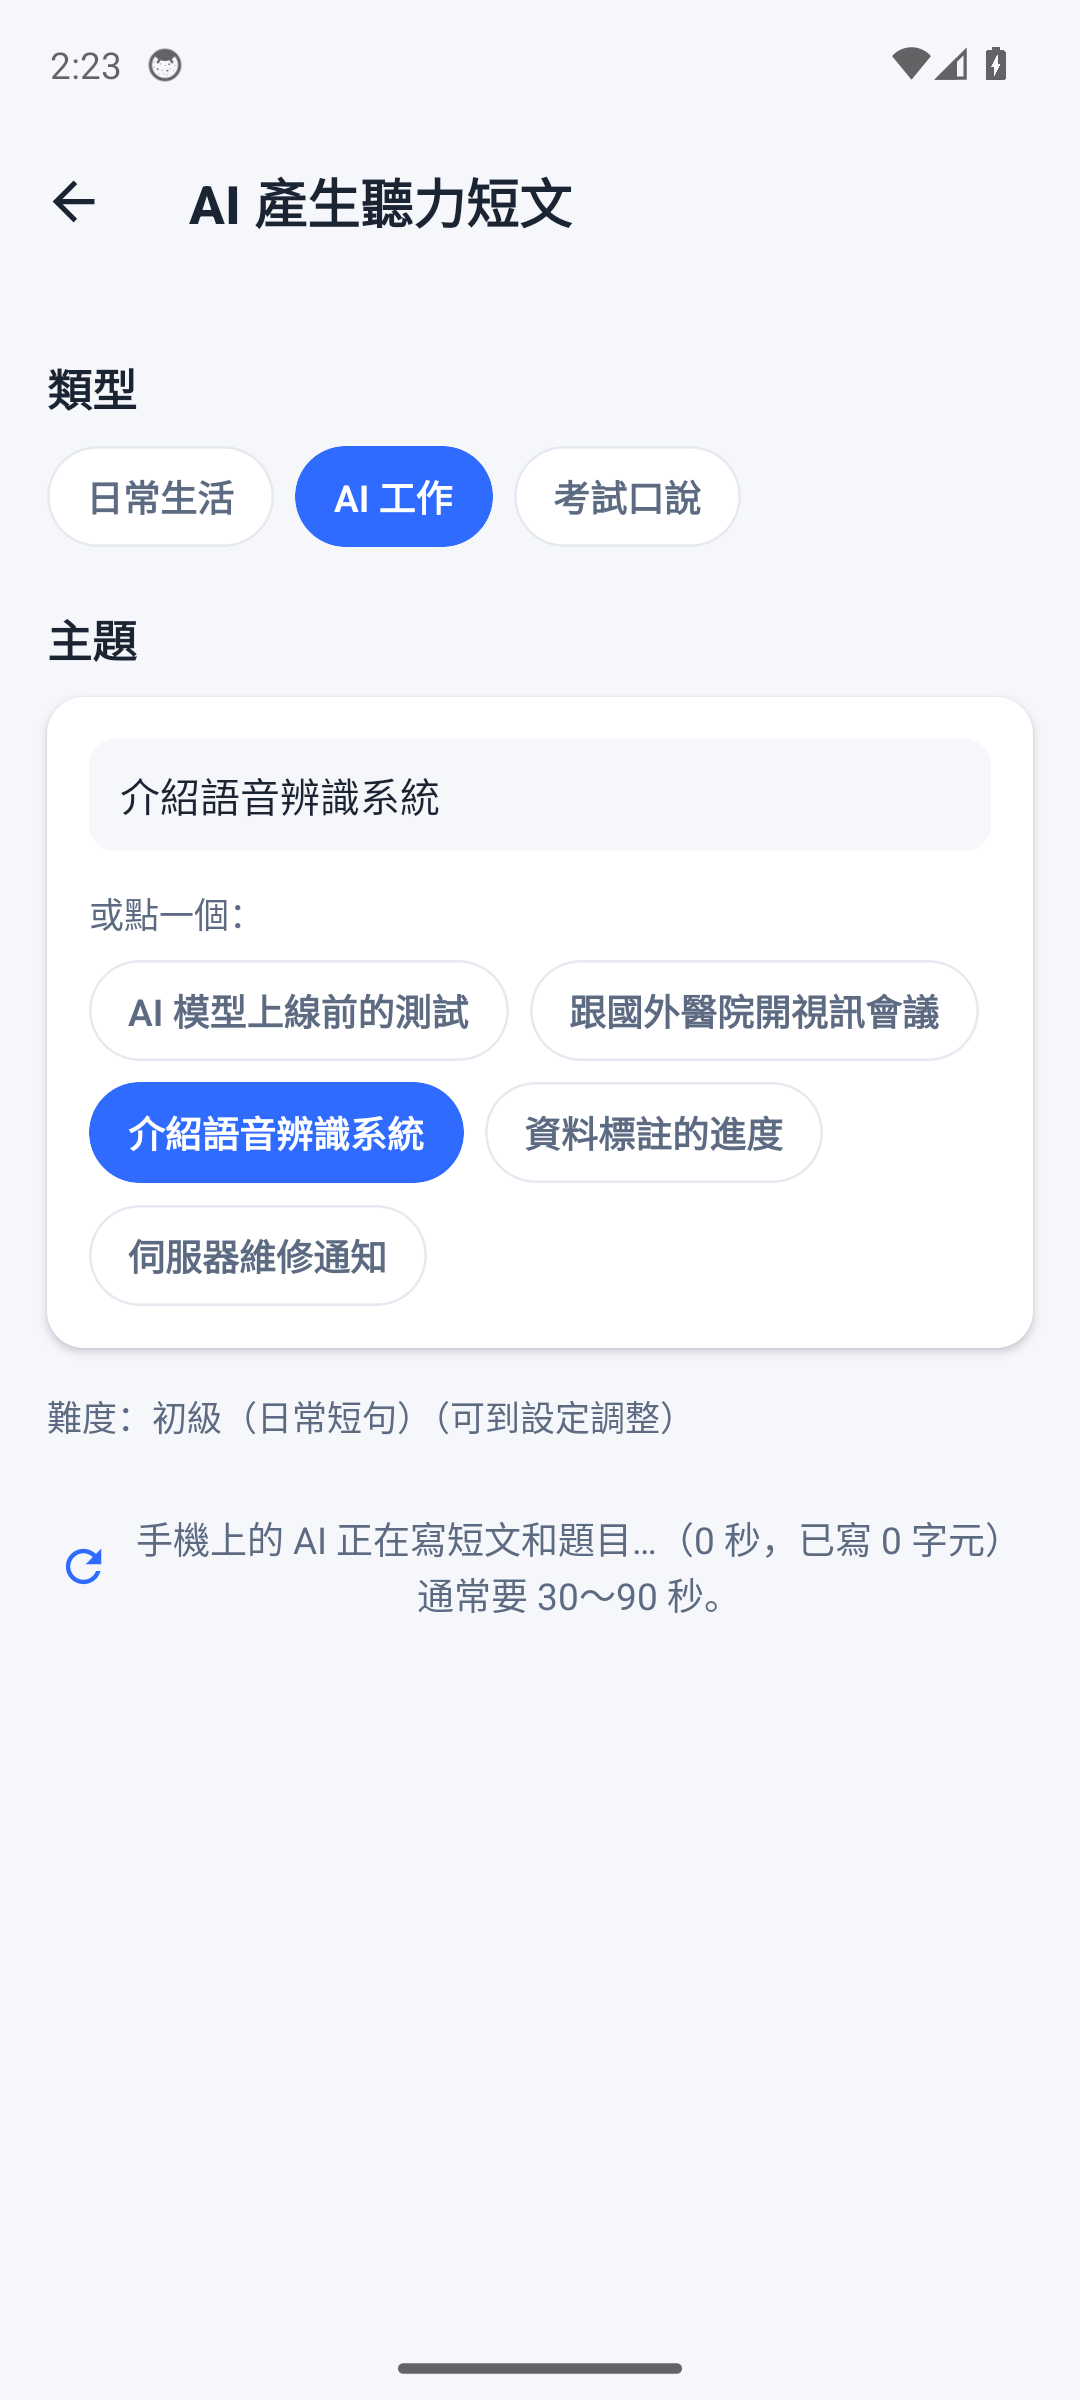 2:23
AI 產生聽力短文
類型
日常生活
AI 工作
考試口說
主題
介紹語音辨識系統
或點一個：
AI 模型上線前的測試
跟國外醫院開視訊會議
介紹語音辨識系統
資料標註的進度
伺服器維修通知
難度：初級（日常短句）（可到設定調整）
手機上的 AI 正在寫短文和題目…（0 秒，已寫 0 字元）
通常要 30～90 秒。